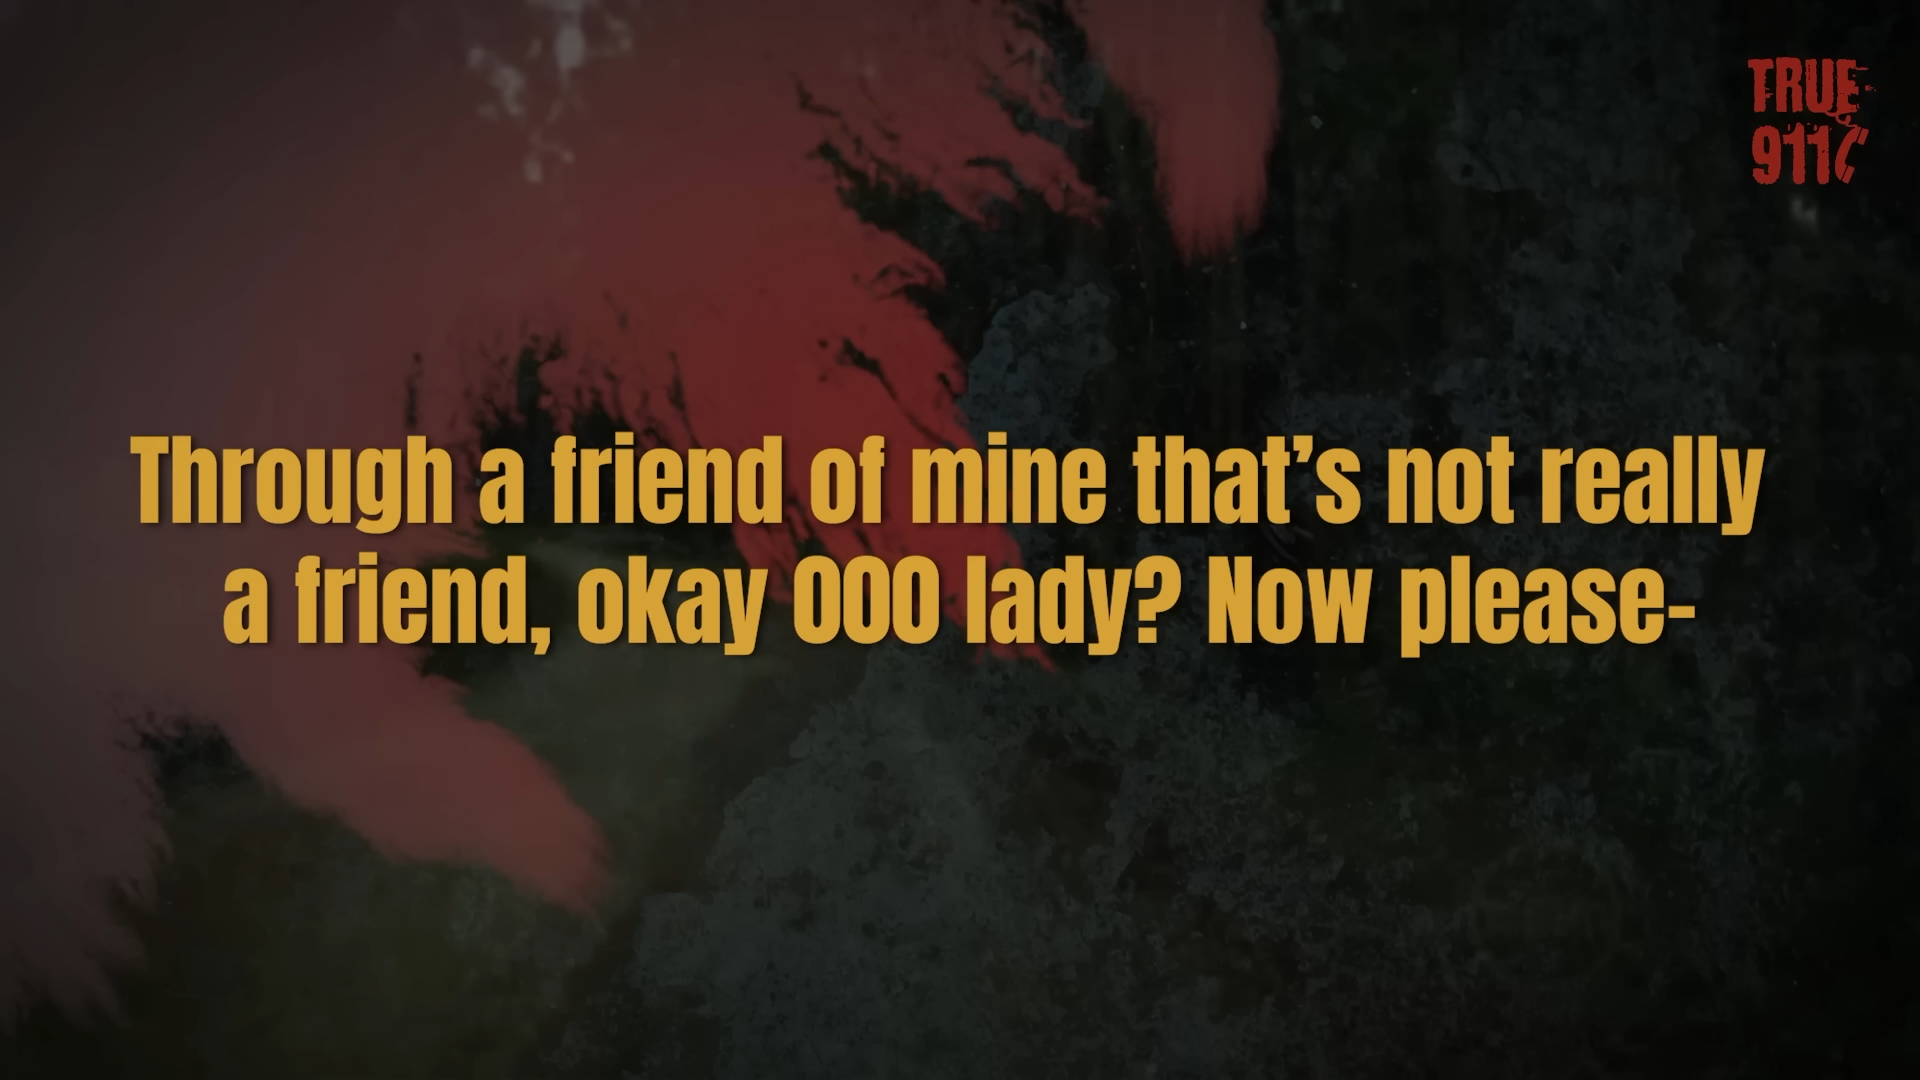 TRUE
911
Through a friend of mine that’s not really
a friend, okay 000 lady? Now please-